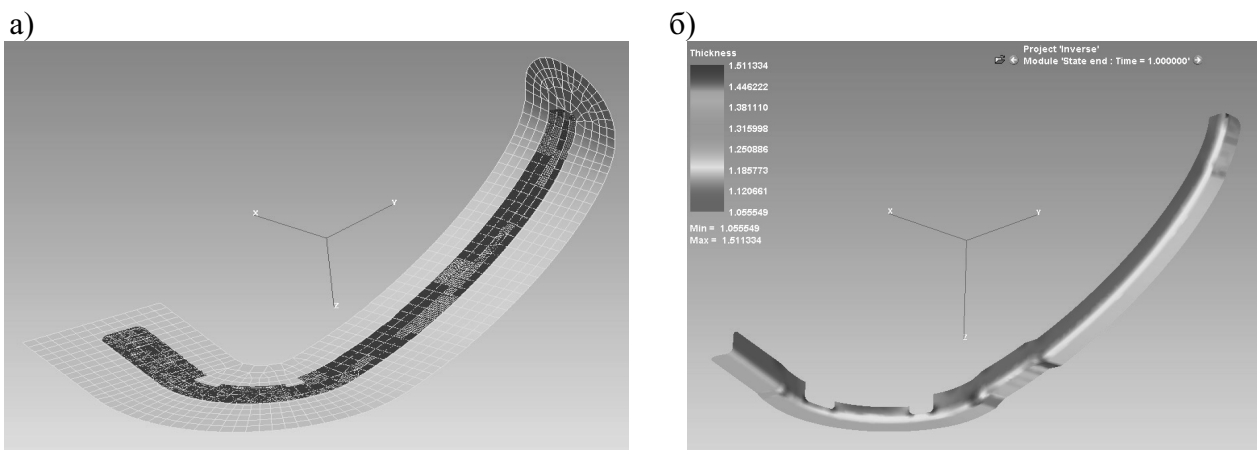 а)
б)
X
Y
Z
Thickness
1.511334
1.446222
1.381110
1.315998
1.250886
1.185773
1.120661
1.055549
Min = 1.055549
Max = 1.511334
Project 'Inverse'
Module 'State end : Time = 1.000000'
X
Y
Z